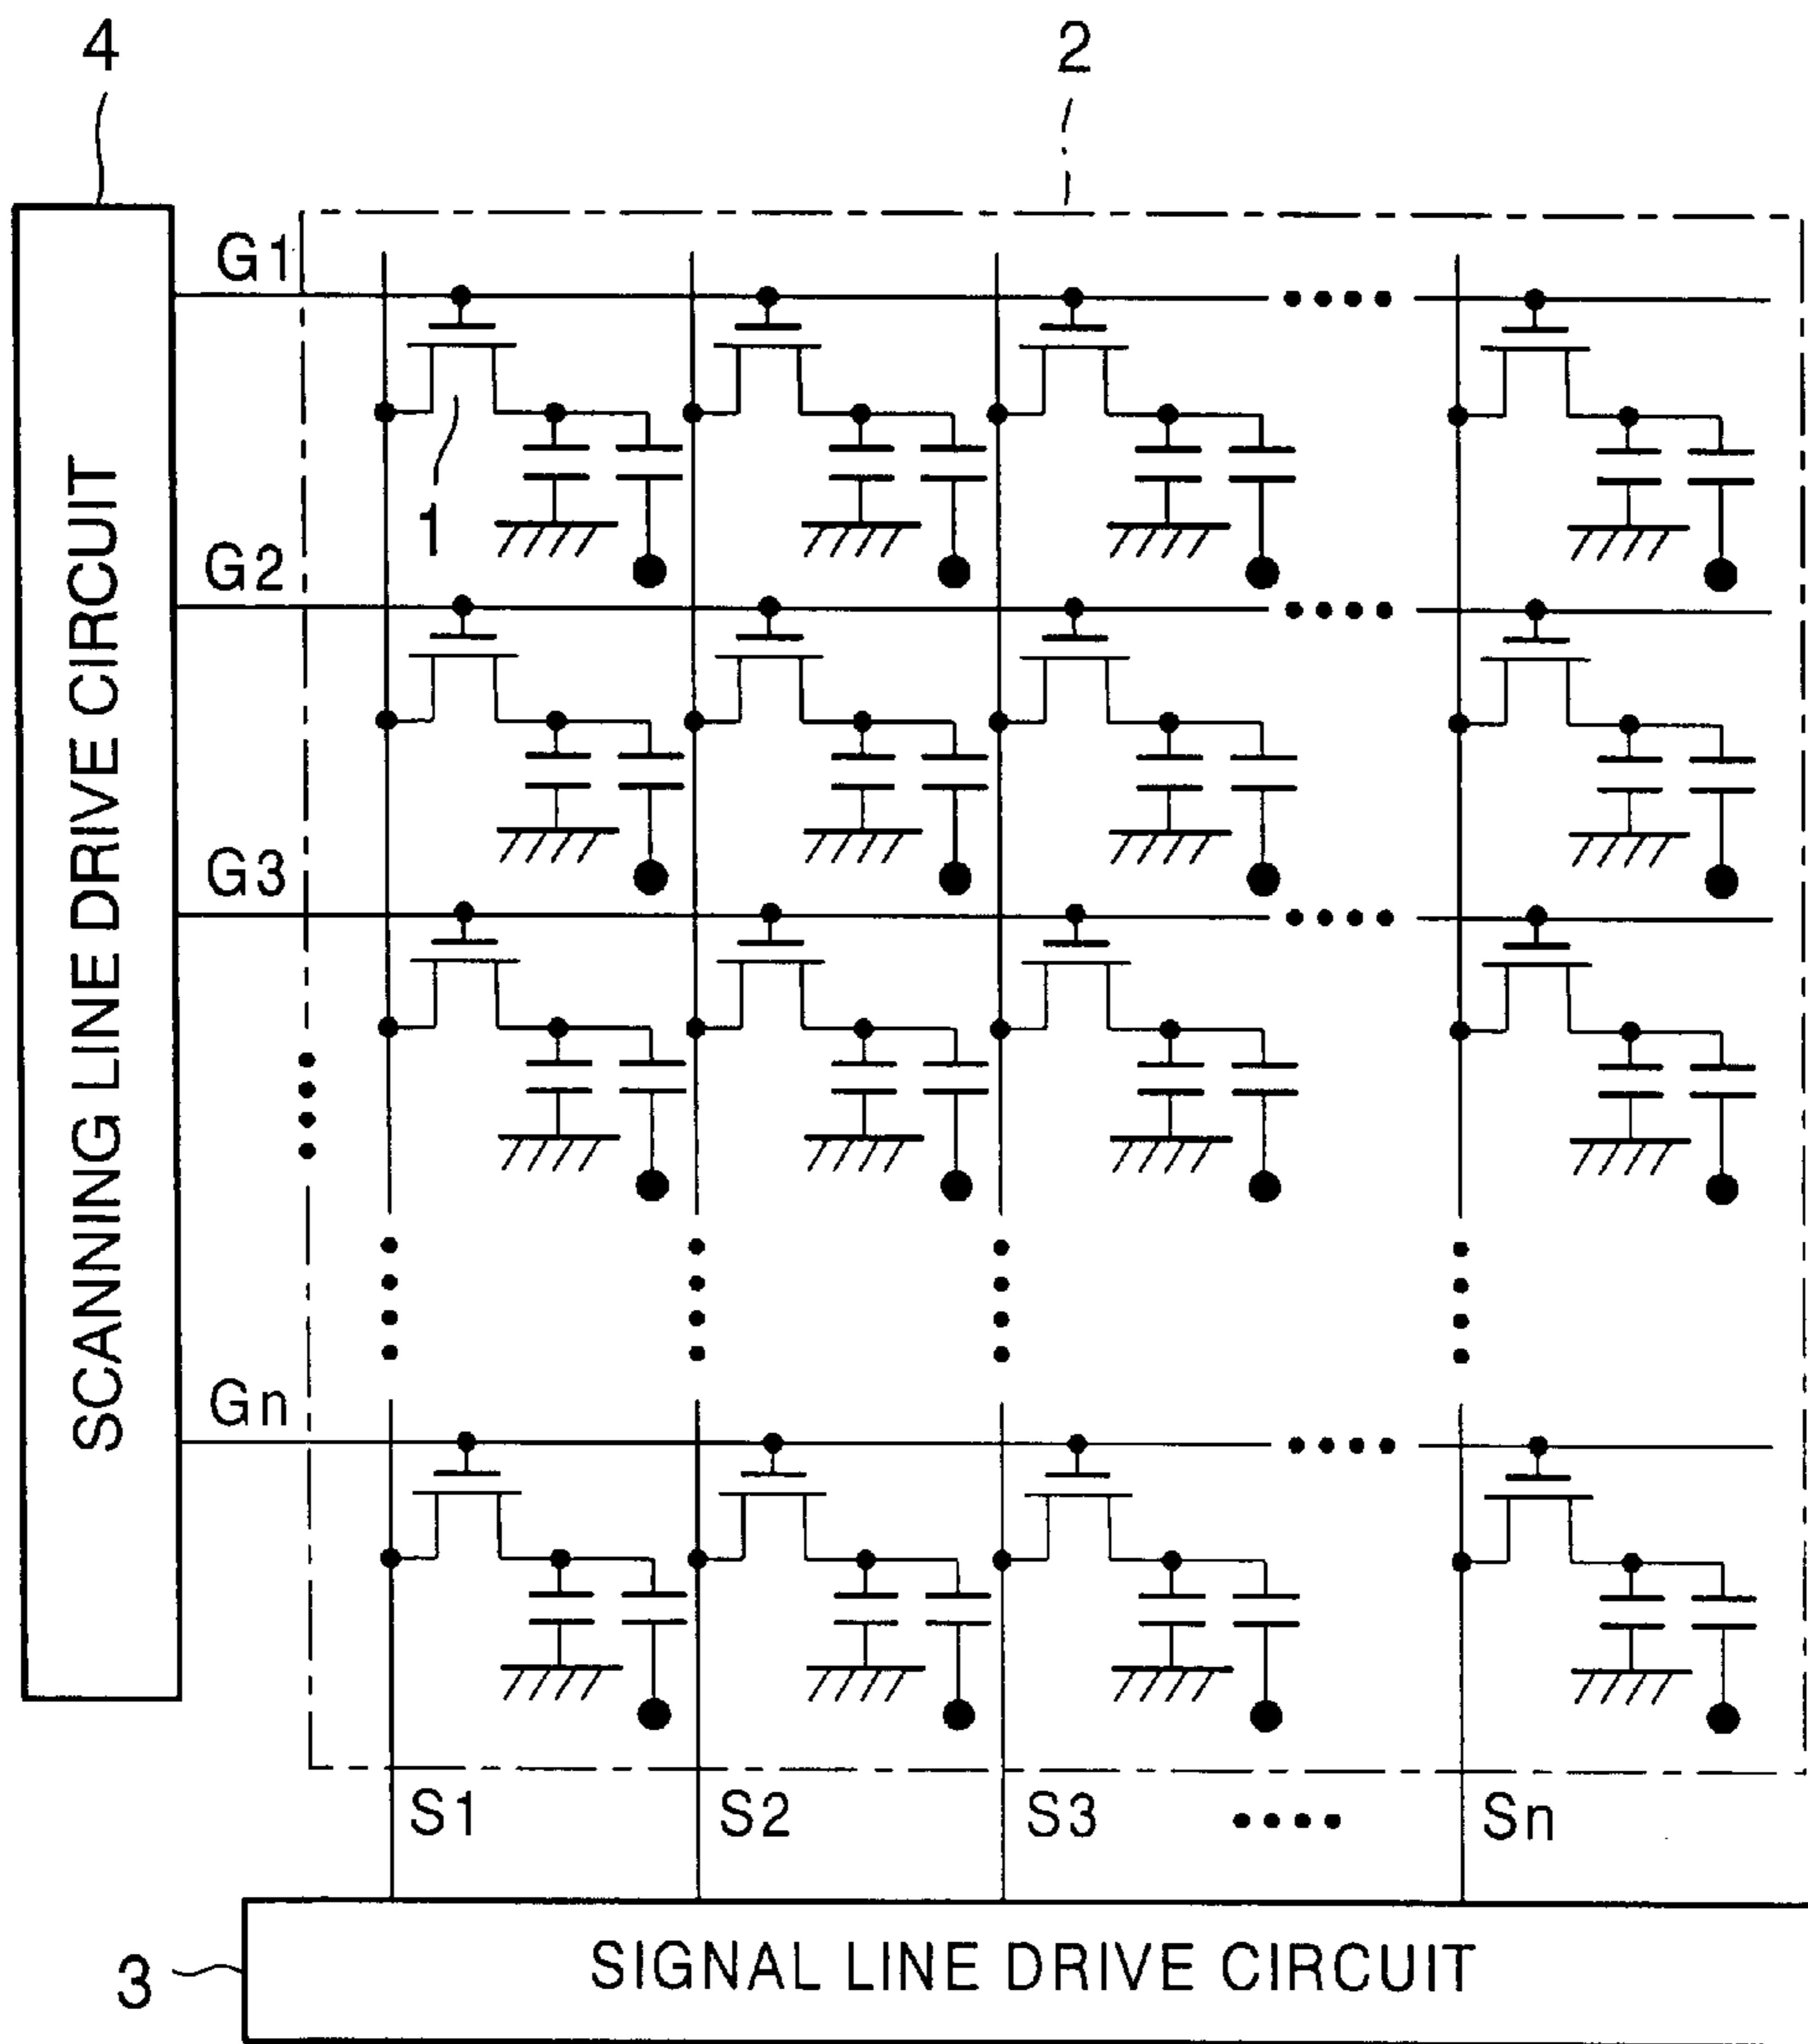 4
2
G1
1
G2
G3
Gn
SCANNING LINE DRIVE CIRCUIT
S1 S2 S3 Sn
3
SIGNAL LINE DRIVE CIRCUIT